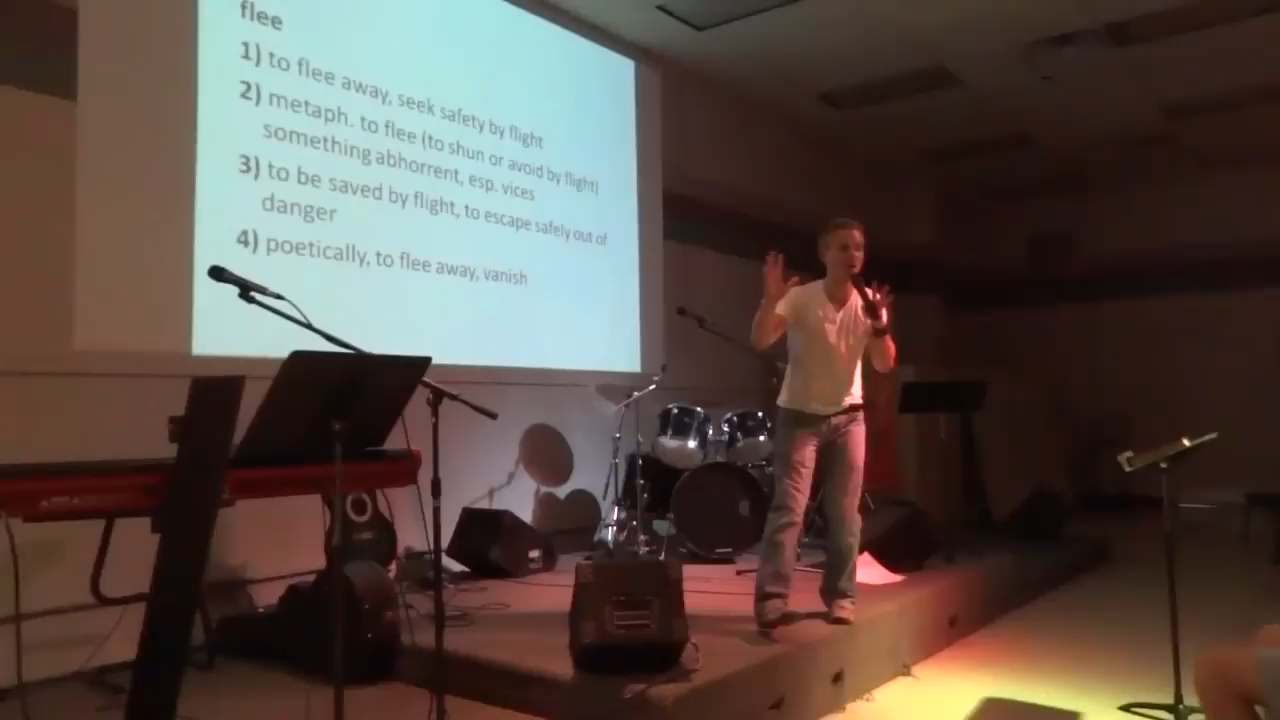 flee
1) to flee away, seek safety by flight
2) metaph. to flee (to shun or avoid by flight)
something abhorrent, esp. vices
3) to be saved by flight, to escape safely out of
danger
4) poetically, to flee away, vanish